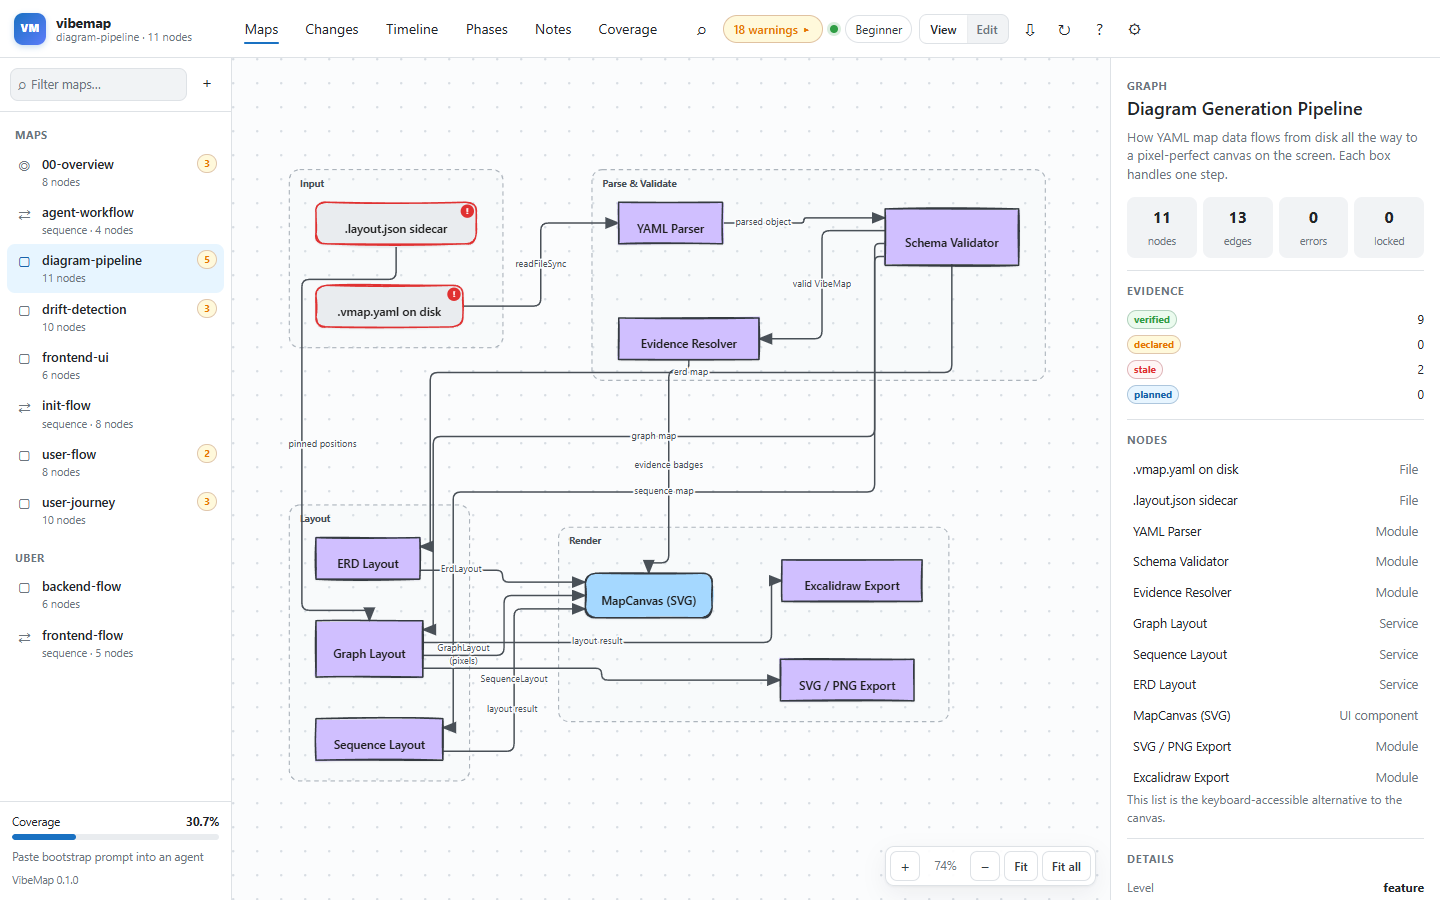 VM
vibemap
diagram-pipeline · 11 nodes
Maps
Changes
Timeline
Phases
Notes
Coverage
18 warnings ▸
Beginner
View
Edit
?
Filter maps...
+
MAPS
00-overview
3
8 nodes
agent-workflow
sequence · 4 nodes
diagram-pipeline
5
11 nodes
drift-detection
3
10 nodes
frontend-ui
6 nodes
init-flow
sequence · 8 nodes
user-flow
2
8 nodes
user-journey
3
10 nodes
UBER
backend-flow
6 nodes
frontend-flow
sequence · 5 nodes
Coverage
30.7%
Paste bootstrap prompt into an agent
VibeMap 0.1.0
Input
.layout.json sidecar
!
.vmap.yaml on disk
!
readFileSync
Parse & Validate
YAML Parser
parsed object
Schema Validator
valid VibeMap
Evidence Resolver
erd map
pinned positions
graph map
evidence badges
sequence map
Layout
ERD Layout
ErdLayout
Graph Layout
GraphLayout
(pixels)
SequenceLayout
layout result
Sequence Layout
Render
MapCanvas (SVG)
Excalidraw Export
layout result
SVG / PNG Export
+
74%
−
Fit
Fit all
GRAPH
Diagram Generation Pipeline
How YAML map data flows from disk all the way to
a pixel-perfect canvas on the screen. Each box
handles one step.
11
nodes
13
edges
0
errors
0
locked
EVIDENCE
verified
9
declared
0
stale
2
planned
0
NODES
.vmap.yaml on disk
File
.layout.json sidecar
File
YAML Parser
Module
Schema Validator
Module
Evidence Resolver
Module
Graph Layout
Service
Sequence Layout
Service
ERD Layout
Service
MapCanvas (SVG)
UI component
SVG / PNG Export
Module
Excalidraw Export
Module
This list is the keyboard-accessible alternative to the
canvas.
DETAILS
Level
feature